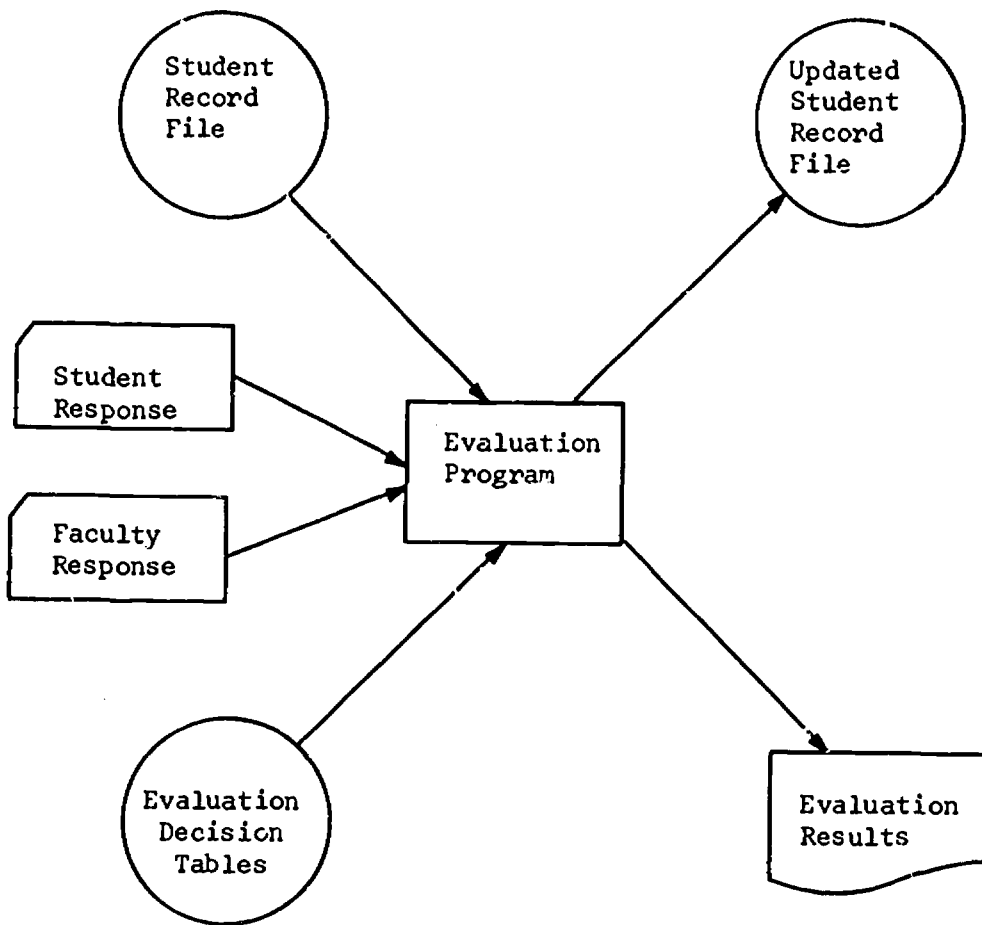 Student
Record
File
Updated
Student
Record
File
Student
Response
Evaluation
Program
Faculty
Response
Evaluation
Decision
Tables
Evaluation
Results